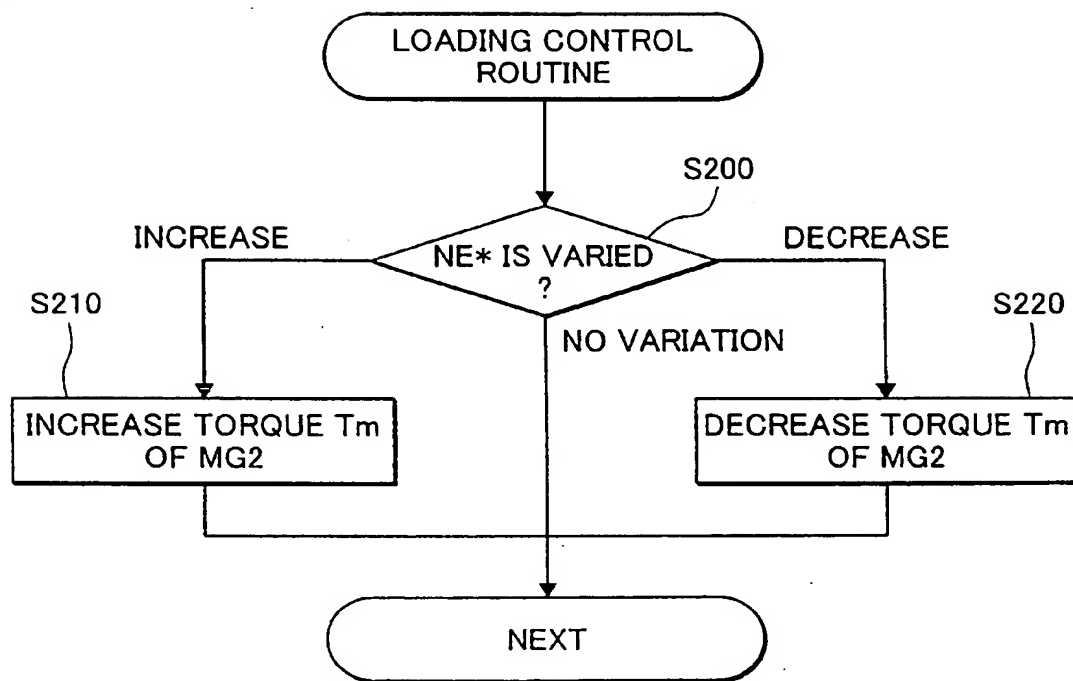 LOADING CONTROL
ROUTINE
S200
INCREASE
NE* IS VARIED
?
DECREASE
S210
NO VARIATION
S220
INCREASE TORQUE Tm
OF MG2
DECREASE TORQUE Tm
OF MG2
NEXT